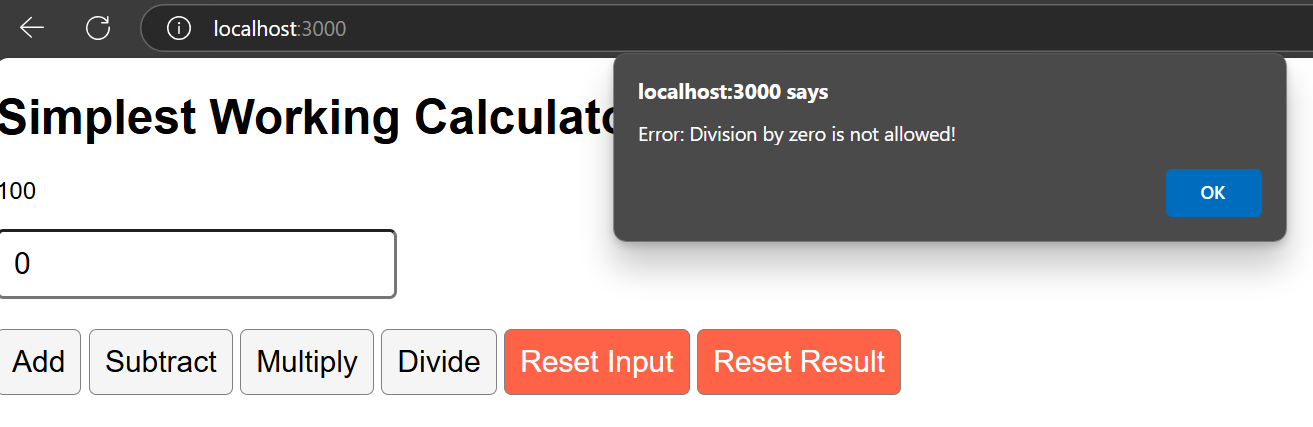 localhost:3000
localhost:3000 says
Error: Division by zero is not allowed!
OK
Simplest Working Calculato
100
0
Add Subtract Multiply Divide Reset Input Reset Result